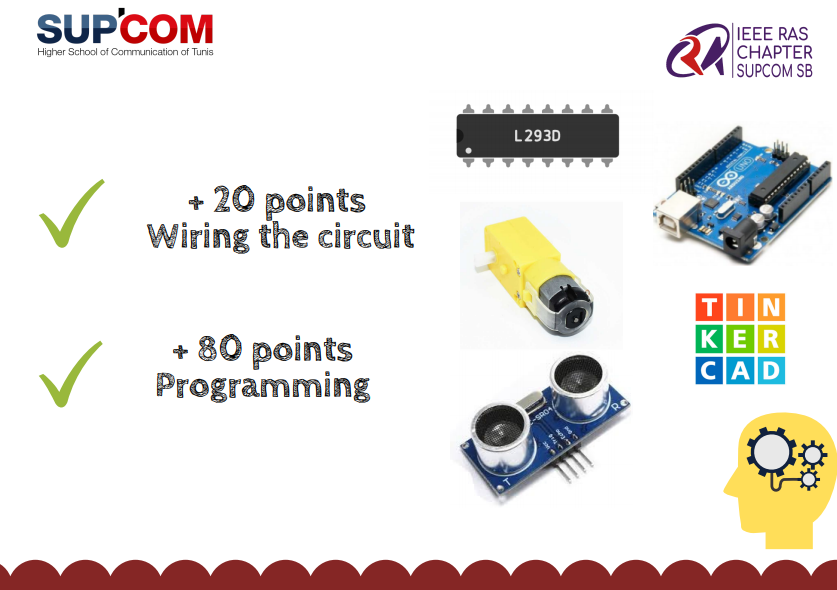 SUP'COM
Higher School of Communication of Tunis
IEEE RAS
CHAPTER
SUPCOM SB
L293D
UNO
+ 20 points
Wiring the circuit
TIN
KER
CAD
+ 80 points
Programming
T
R